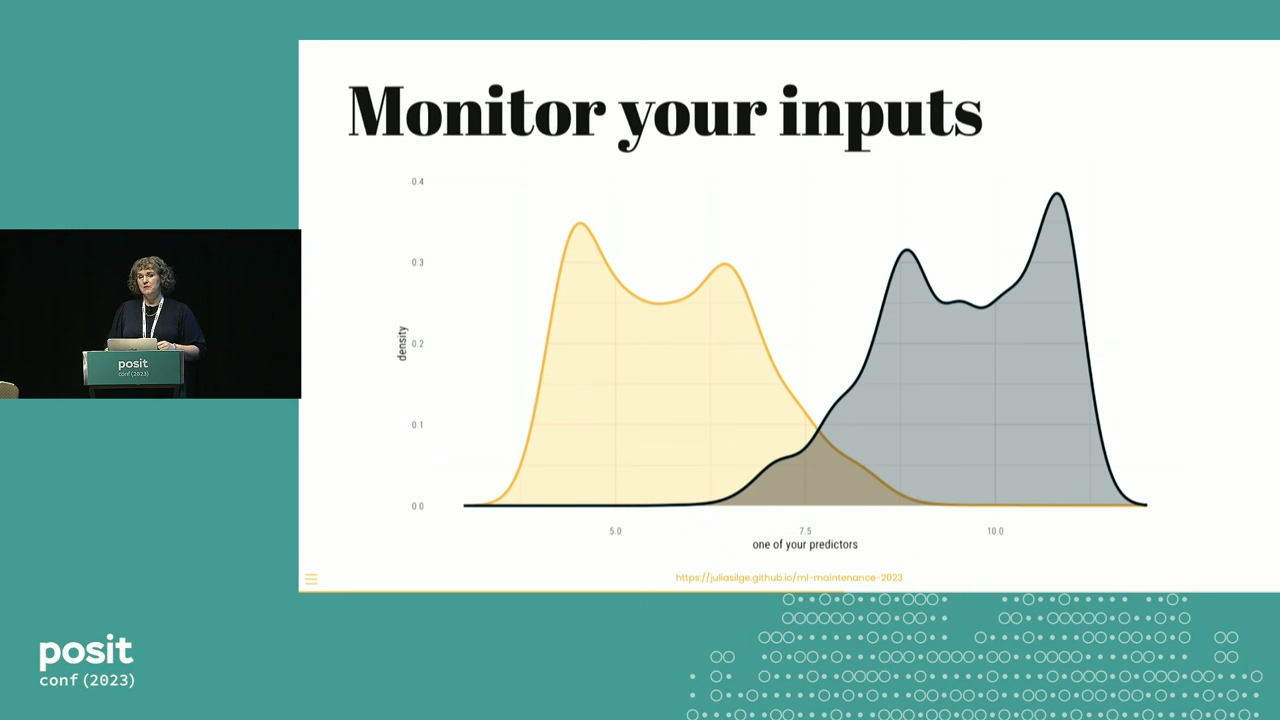 Monitor your inputs
0.4
0.3
0.2
0.1
0.0
density
5.0
7.5
10.0
one of your predictors
https://juliasilge.github.io/ml-maintenance-2023
posit
conf(2023)
posit
conf(2023)